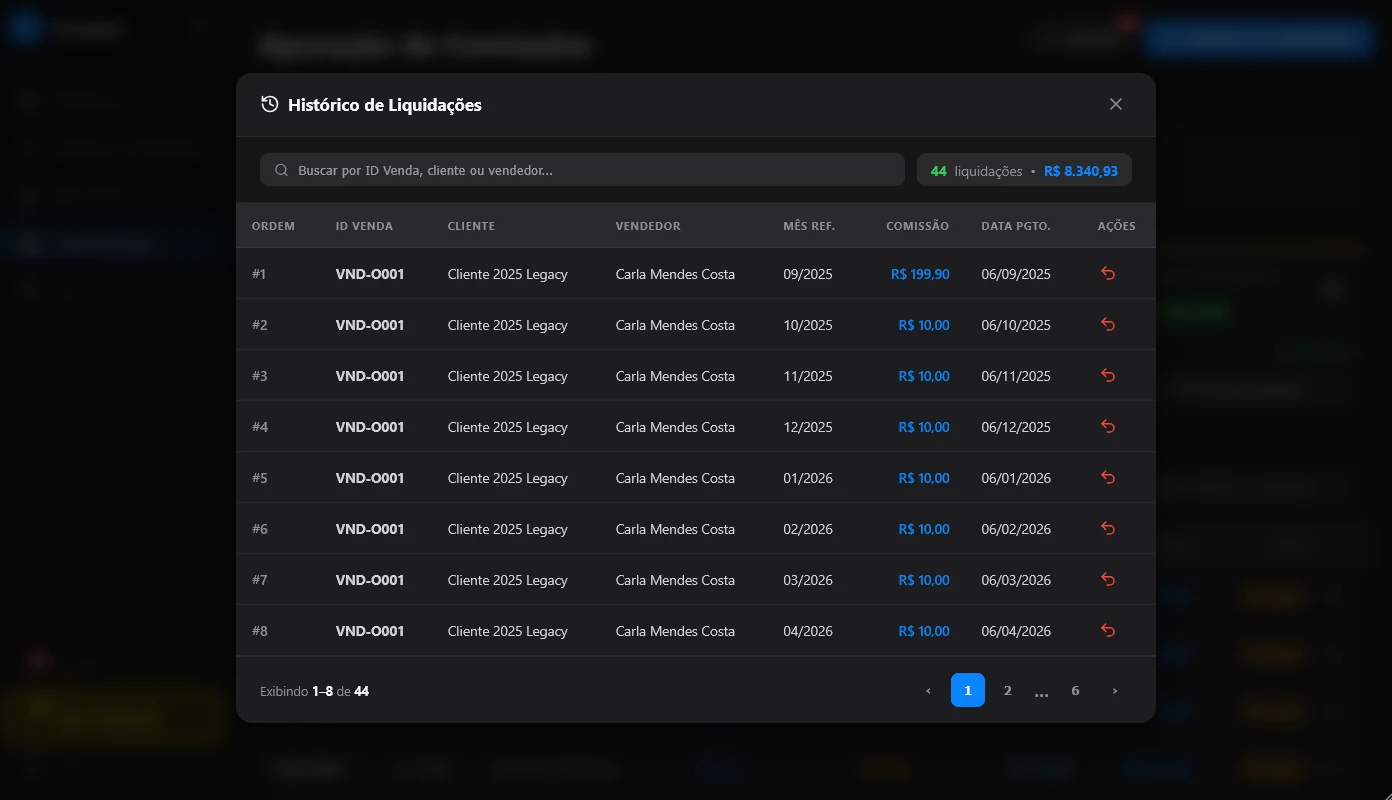 Histórico de Liquidações
Buscar por ID Venda, cliente ou vendedor...
44 liquidações • R$ 8.340,93
ORDEM ID VENDA CLIENTE VENDEDOR MÊS REF. COMISSÃO DATA PGTO. AÇÕES
#1 VND-O001 Cliente 2025 Legacy Carla Mendes Costa 09/2025 R$ 199,90 06/09/2025
#2 VND-O001 Cliente 2025 Legacy Carla Mendes Costa 10/2025 R$ 10,00 06/10/2025
#3 VND-O001 Cliente 2025 Legacy Carla Mendes Costa 11/2025 R$ 10,00 06/11/2025
#4 VND-O001 Cliente 2025 Legacy Carla Mendes Costa 12/2025 R$ 10,00 06/12/2025
#5 VND-O001 Cliente 2025 Legacy Carla Mendes Costa 01/2026 R$ 10,00 06/01/2026
#6 VND-O001 Cliente 2025 Legacy Carla Mendes Costa 02/2026 R$ 10,00 06/02/2026
#7 VND-O001 Cliente 2025 Legacy Carla Mendes Costa 03/2026 R$ 10,00 06/03/2026
#8 VND-O001 Cliente 2025 Legacy Carla Mendes Costa 04/2026 R$ 10,00 06/04/2026
Exibindo 1–8 de 44
‹ 1 2 ... 6 ›